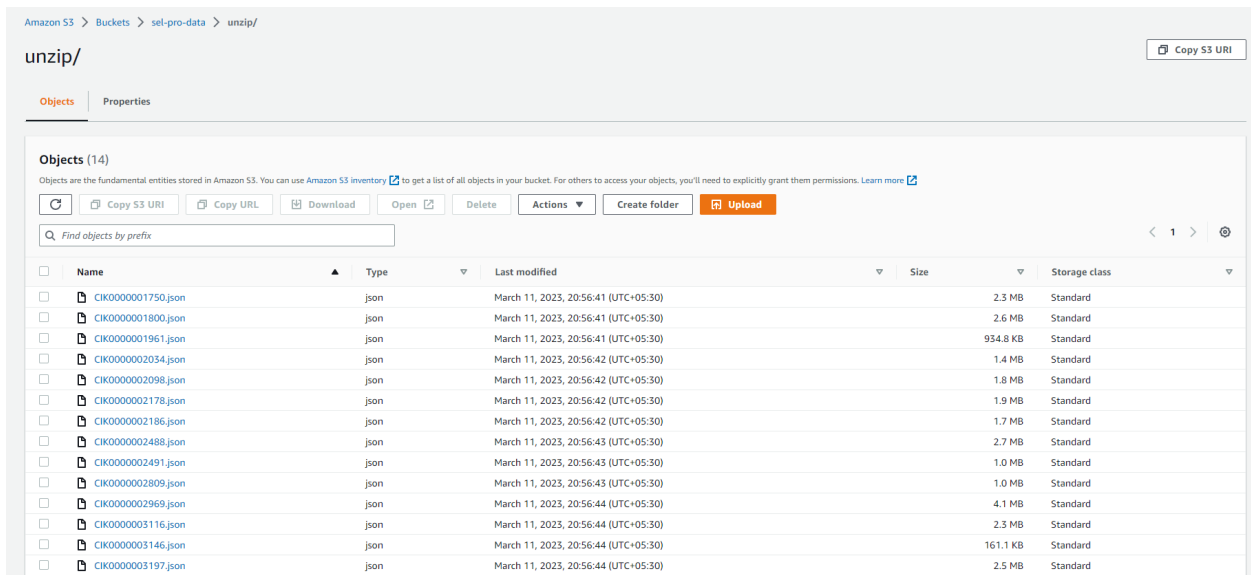 Amazon S3 > Buckets > sel-pro-data > unzip/
unzip/
Copy S3 URI
Objects Properties
Objects (14)
Objects are the fundamental entities stored in Amazon S3. You can use Amazon S3 inventory to get a list of all objects in your bucket. For others to access your objects, you'll need to explicitly grant them permissions. Learn more
Copy S3 URI Copy URL Download Open Delete Actions Create folder Upload
Find objects by prefix
< 1 >
Name Type Last modified Size Storage class
CIK0000001750.json json March 11, 2023, 20:56:41 (UTC+05:30) 2.3 MB Standard
CIK0000001800.json json March 11, 2023, 20:56:41 (UTC+05:30) 2.6 MB Standard
CIK0000001961.json json March 11, 2023, 20:56:41 (UTC+05:30) 934.8 KB Standard
CIK0000002034.json json March 11, 2023, 20:56:42 (UTC+05:30) 1.4 MB Standard
CIK0000002098.json json March 11, 2023, 20:56:42 (UTC+05:30) 1.8 MB Standard
CIK0000002178.json json March 11, 2023, 20:56:42 (UTC+05:30) 1.9 MB Standard
CIK0000002186.json json March 11, 2023, 20:56:42 (UTC+05:30) 1.7 MB Standard
CIK0000002488.json json March 11, 2023, 20:56:43 (UTC+05:30) 2.7 MB Standard
CIK0000002491.json json March 11, 2023, 20:56:43 (UTC+05:30) 1.0 MB Standard
CIK0000002809.json json March 11, 2023, 20:56:43 (UTC+05:30) 1.0 MB Standard
CIK0000002969.json json March 11, 2023, 20:56:44 (UTC+05:30) 4.1 MB Standard
CIK0000003116.json json March 11, 2023, 20:56:44 (UTC+05:30) 2.3 MB Standard
CIK0000003146.json json March 11, 2023, 20:56:44 (UTC+05:30) 161.1 KB Standard
CIK0000003197.json json March 11, 2023, 20:56:44 (UTC+05:30) 2.5 MB Standard